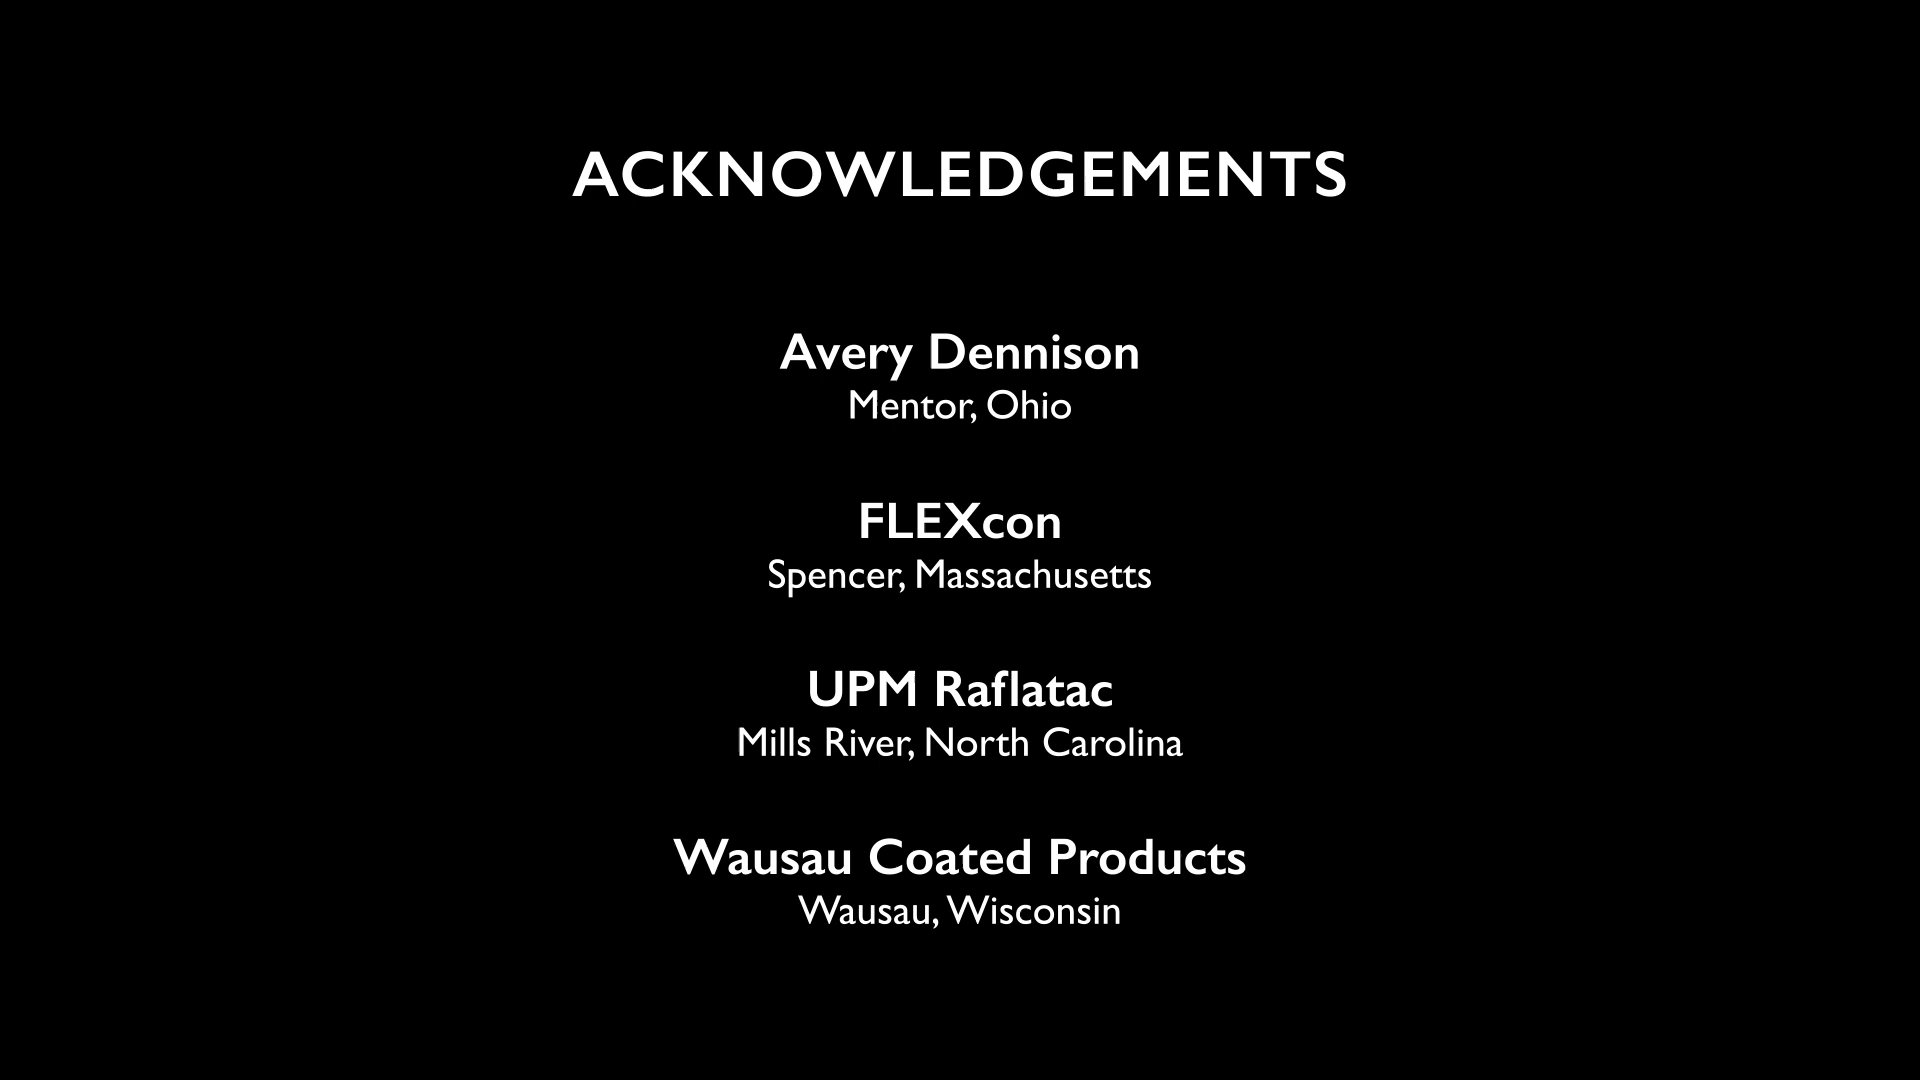 ACKNOWLEDGEMENTS
Avery Dennison
Mentor, Ohio
FLEXcon
Spencer, Massachusetts
UPM Raflatac
Mills River, North Carolina
Wausau Coated Products
Wausau, Wisconsin